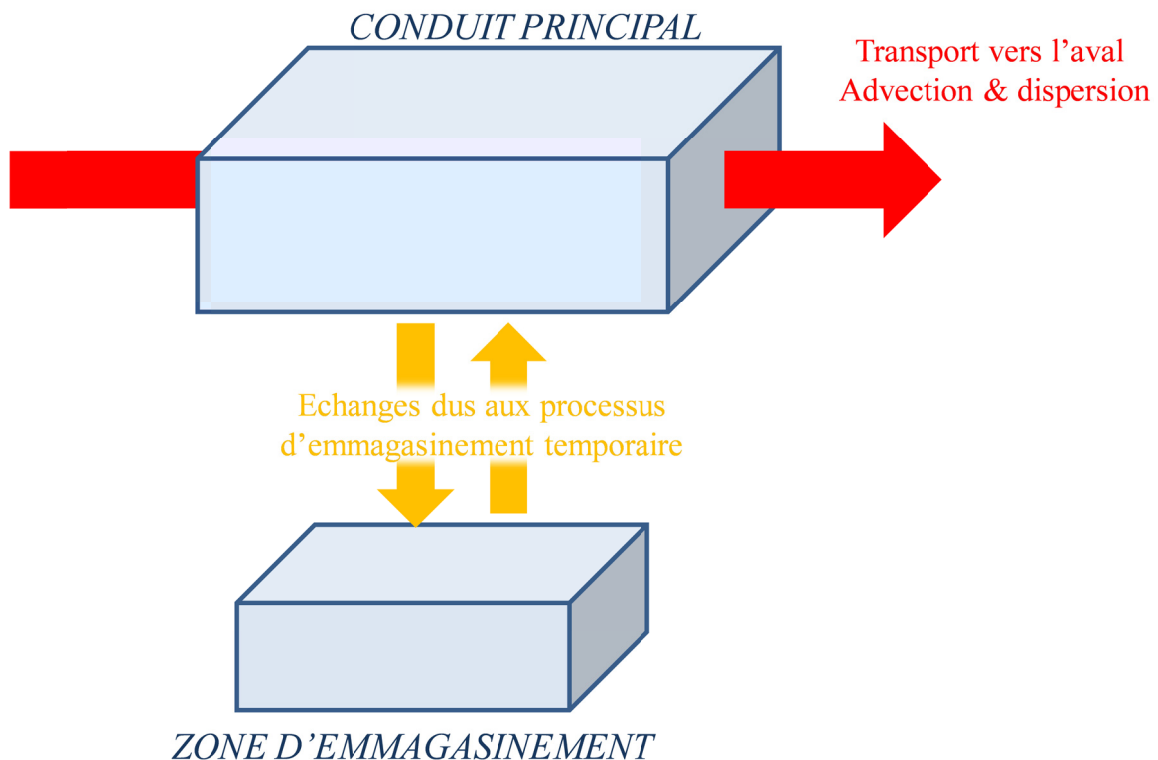 CONDUIT PRINCIPAL
Transport vers l’aval
Advection & dispersion
Echanges dus aux processus
d’emmagasinement temporaire
ZONE D’EMMAGASINEMENT